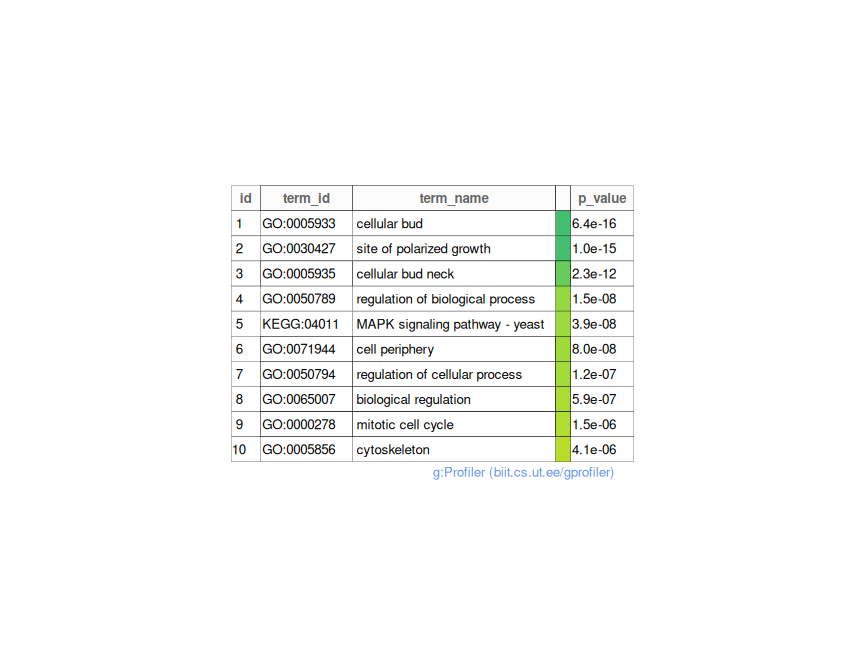 id term_id term_name p_value
1 GO:0005933 cellular bud 6.4e-16
2 GO:0030427 site of polarized growth 1.0e-15
3 GO:0005935 cellular bud neck 2.3e-12
4 GO:0050789 regulation of biological process 1.5e-08
5 KEGG:04011 MAPK signaling pathway - yeast 3.9e-08
6 GO:0071944 cell periphery 8.0e-08
7 GO:0050794 regulation of cellular process 1.2e-07
8 GO:0065007 biological regulation 5.9e-07
9 GO:0000278 mitotic cell cycle 1.5e-06
10 GO:0005856 cytoskeleton 4.1e-06
g:Profiler (biit.cs.ut.ee/gprofiler)